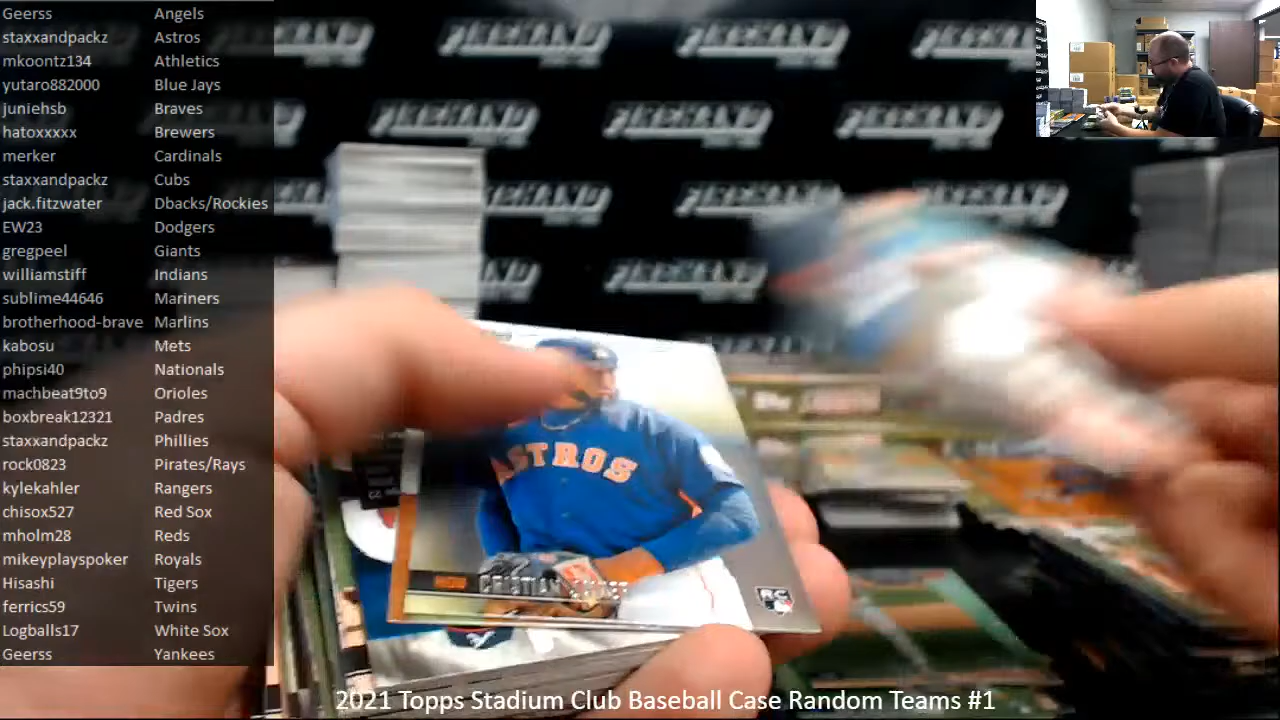 Geerss Angels
staxxandpackz Astros
mkoontz134 Athletics
yutaro882000 Blue Jays
juniehsb Braves
hatoxxxxx Brewers
merker Cardinals
staxxandpackz Cubs
jack.fitzwater Dbacks/Rockies
EW23 Dodgers
gregpeel Giants
williamstiff Indians
sublime44646 Mariners
brotherhood-brave Marlins
kabosu Mets
phipsi40 Nationals
machbeat9to9 Orioles
boxbreak12321 Padres
staxxandpackz Phillies
rock0823 Pirates/Rays
kylekahler Rangers
chisox527 Red Sox
mholm28 Reds
mikeyplayspoker Royals
Hisashi Tigers
ferrics59 Twins
Logballs17 White Sox
Geerss Yankees
ASTROS
RC
2021 Topps Stadium Club Baseball Case Random Teams #1